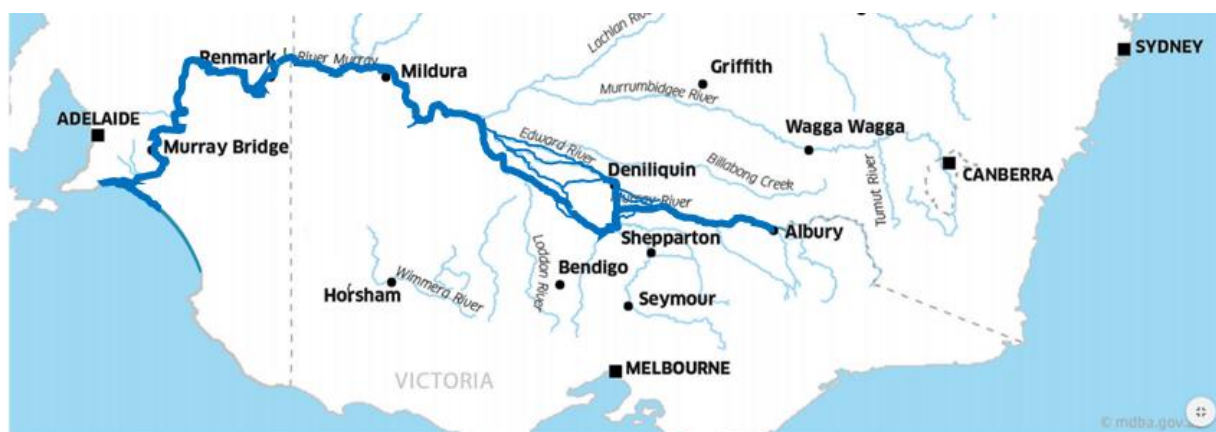 Lachlan Rive
SYDNEY
Renmark
River Murray
Mildura
Griffith
Murrumbidgee River
ADELAIDE
Wagga Wagga
Edward River
Murray Bridge
Deniliquin
Billabong Creek
Tumut River
CANBERRA
River
Albury
Shepparton
Loddon River
Bendigo
Horsham
Wimmera River
Seymour
MELBOURNE
VICTORIA
© mdba.gov.a